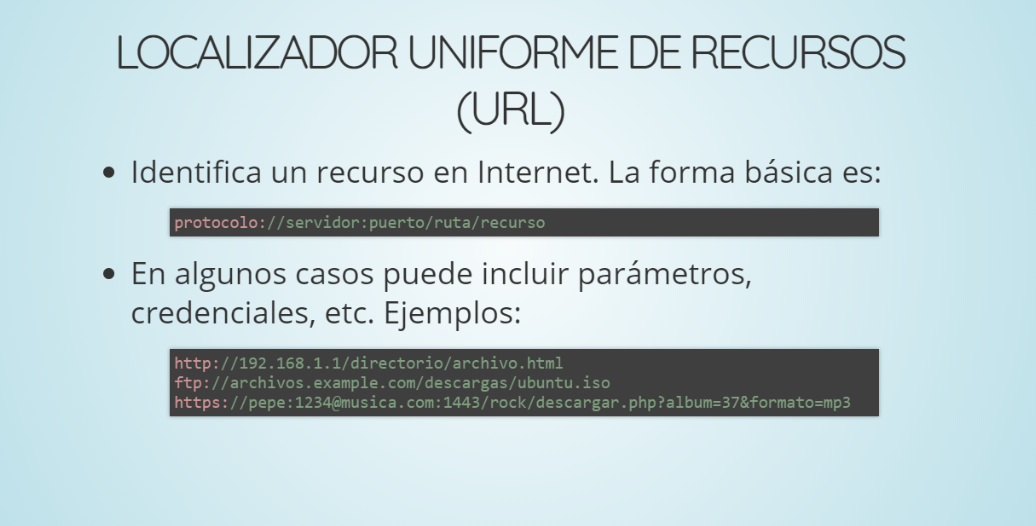 LOCALIZADOR UNIFORME DE RECURSOS
(URL)
• Identifica un recurso en Internet. La forma básica es:
protocolo://servidor:puerto/ruta/recurso
• En algunos casos puede incluir parámetros,
credenciales, etc. Ejemplos:
http://192.168.1.1/directorio/archivo.html
ftp://archivos.example.com/descargas/ubuntu.iso
https://pepe:1234@musica.com:1443/rock/descargar.php?album=37&formato=mp3